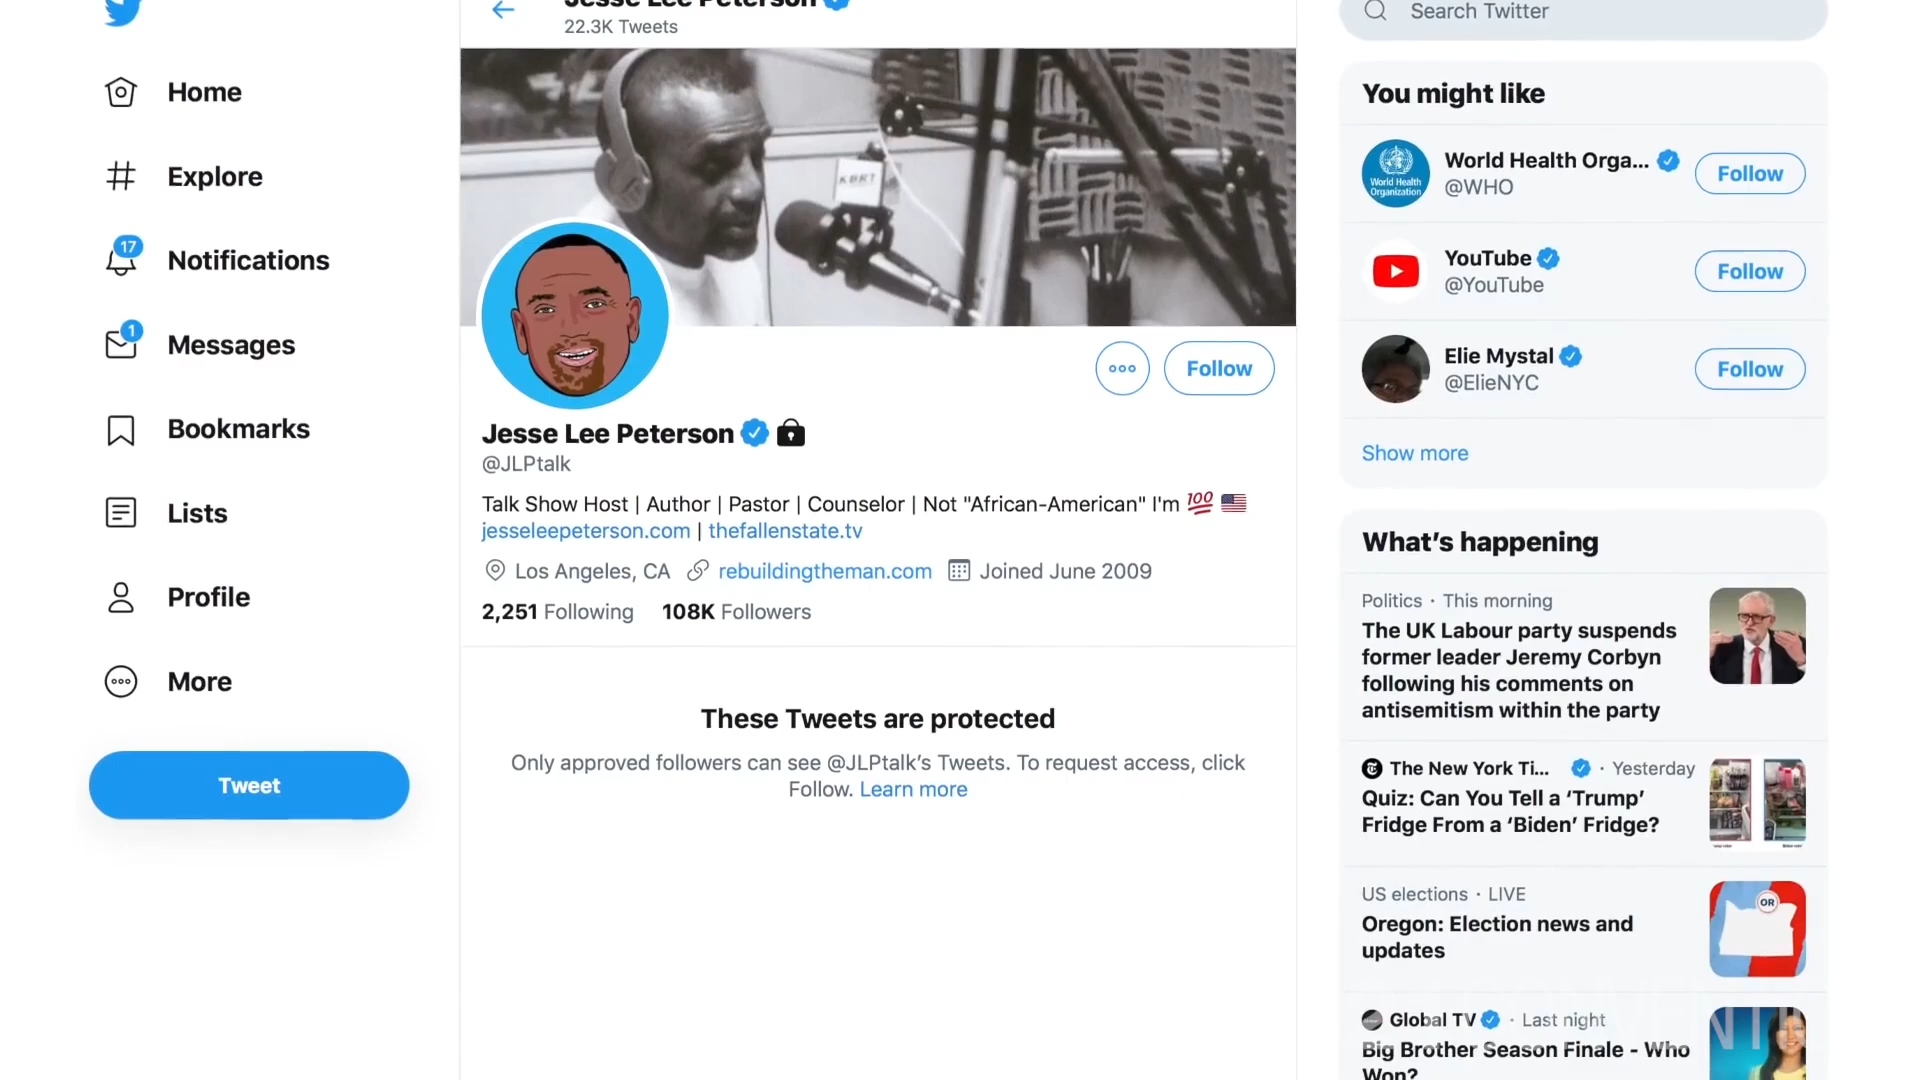 Jesse Lee Peterson
22.3K Tweets
Home
Explore
17
Notifications
1
Messages
Bookmarks
Lists
Profile
More
Tweet
KBRT
Follow
Jesse Lee Peterson
@JLPtalk
Talk Show Host | Author | Pastor | Counselor | Not "African-American" I'm 💯 🇺🇸
jesseleepeterson.com | thefallenstate.tv
Los Angeles, CA rebuildingtheman.com Joined June 2009
2,251 Following 108K Followers
These Tweets are protected
Only approved followers can see @JLPtalk’s Tweets. To request access, click
Follow. Learn more
Search Twitter
You might like
World Health Organization
World Health Orga...
@WHO
Follow
YouTube
@YouTube
Follow
Elie Mystal
@ElieNYC
Follow
Show more
What’s happening
Politics · This morning
The UK Labour party suspends
former leader Jeremy Corbyn
following his comments on
antisemitism within the party
The New York Ti... · Yesterday
Quiz: Can You Tell a ‘Trump’
Fridge From a ‘Biden’ Fridge?
US elections · LIVE
Oregon: Election news and
updates
OR
Global TV · Last night
Big Brother Season Finale - Who
Won?